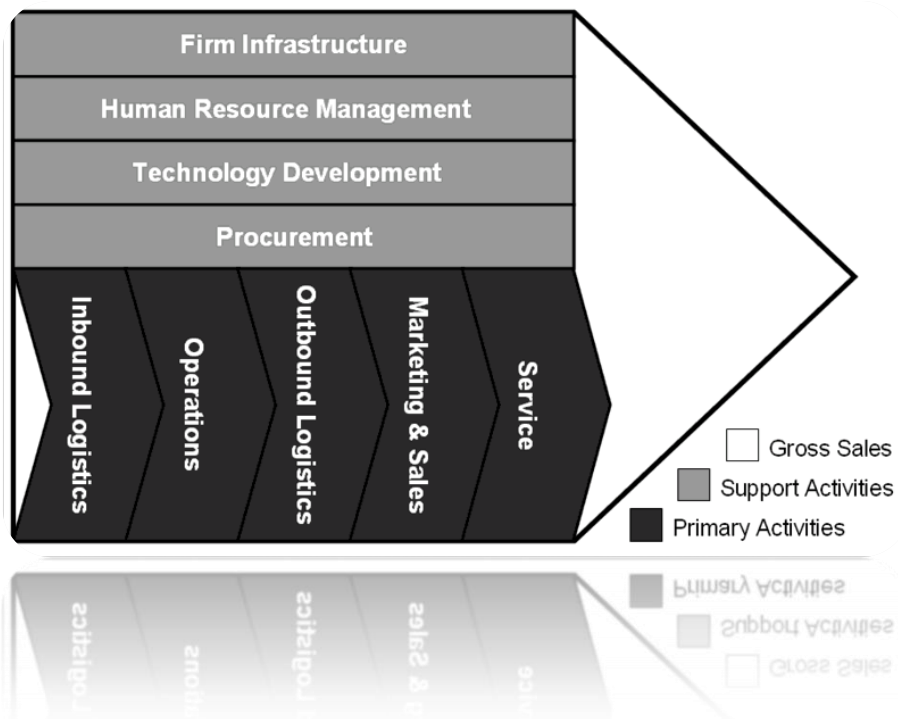 Firm Infrastructure
Human Resource Management
Technology Development
Procurement
Inbound Logistics
Operations
Outbound Logistics
Marketing & Sales
Service
Gross Sales
Support Activities
Primary Activities